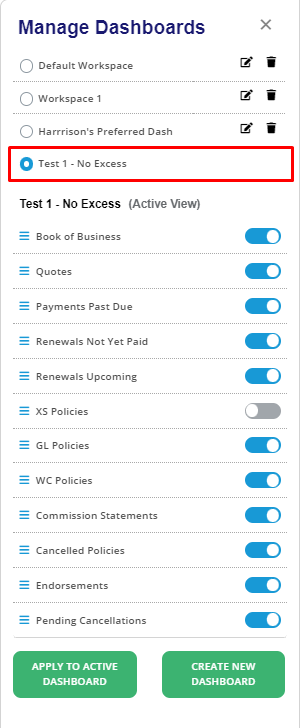 Manage Dashboards
Default Workspace
Workspace 1
Harrrison's Preferred Dash
Test 1 - No Excess
Test 1 - No Excess (Active View)
Book of Business
Quotes
Payments Past Due
Renewals Not Yet Paid
Renewals Upcoming
XS Policies
GL Policies
WC Policies
Commission Statements
Cancelled Policies
Endorsements
Pending Cancellations
APPLY TO ACTIVE
DASHBOARD
CREATE NEW
DASHBOARD